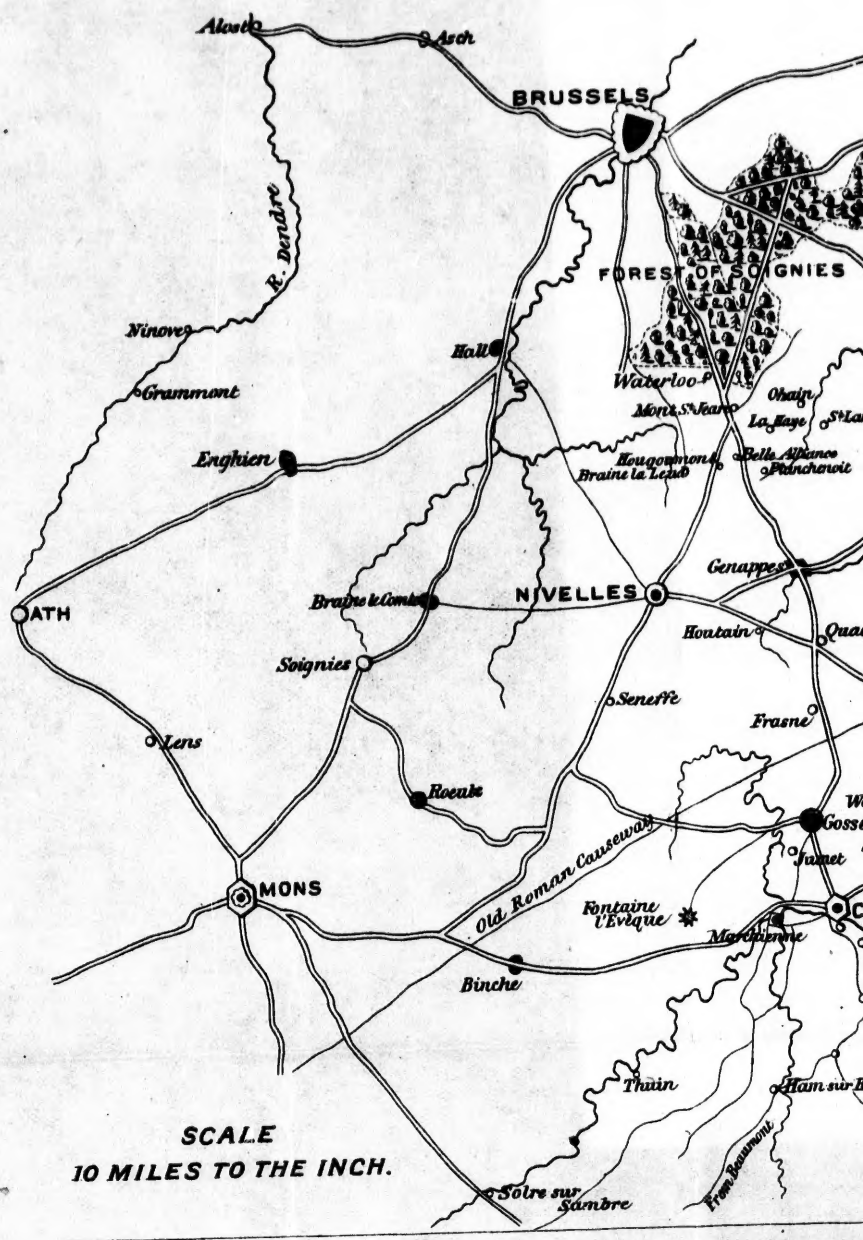 Alost
Asch
BRUSSELS
R. Dendre
FOREST OF SOIGNIES
Ninove
Hall
Grammont
Waterloo
Ohain
Mont St Jean
La Haye
St La
Enghien
Hougoumont
Belle Alliance
Braine la Leud
Planchenoit
Genappes
ATH
Braine le Comte
NIVELLES
Houtain
Qua
Soignies
Seneffe
Frasne
Lens
Roeulx
Gosse
Jumet
Old Roman Causeway
MONS
Fontaine
l'Evêque
C
Marchienne
Binche
Thuin
Ham sur
From Beaumont
SCALE
10 MILES TO THE INCH.
Solre sur
Sambre